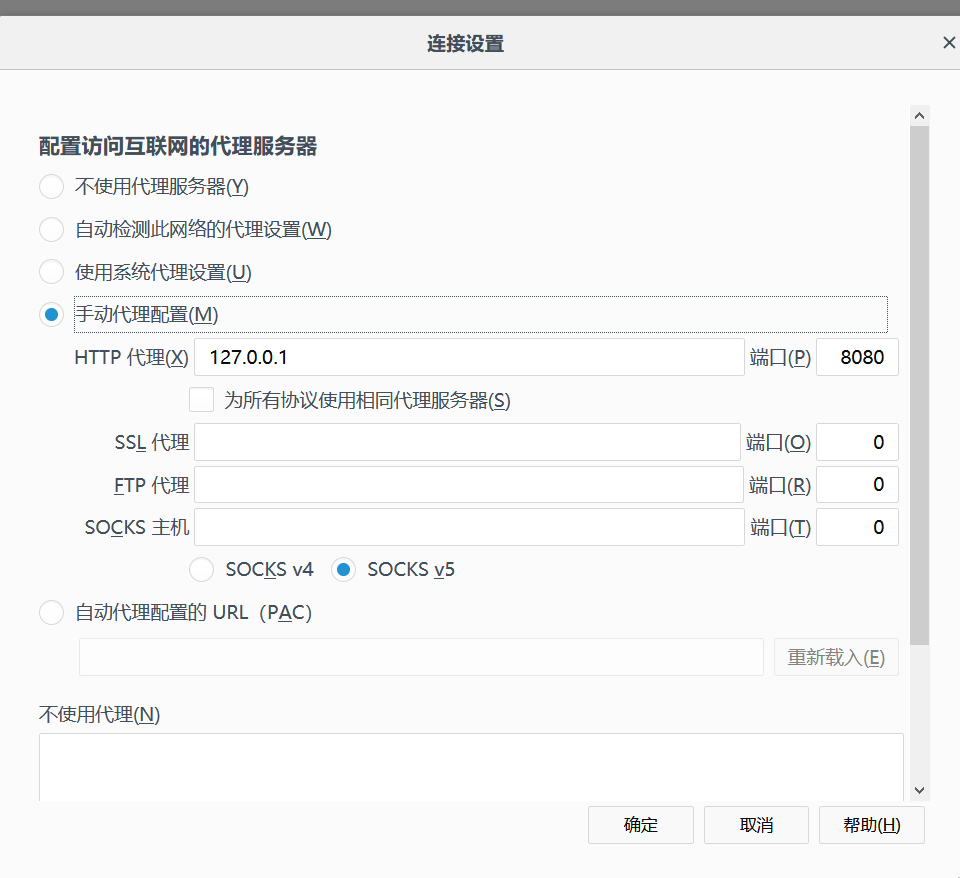 连接设置
配置访问互联网的代理服务器
不使用代理服务器(Y)
自动检测此网络的代理设置(W)
使用系统代理设置(U)
手动代理配置(M)
HTTP 代理(X) 127.0.0.1 端口(P) 8080
为所有协议使用相同代理服务器(S)
SSL 代理 端口(O) 0
FTP 代理 端口(R) 0
SOCKS 主机 端口(T) 0
SOCKS v4 SOCKS v5
自动代理配置的 URL（PAC）
重新载入(E)
不使用代理(N)
确定 取消 帮助(H)